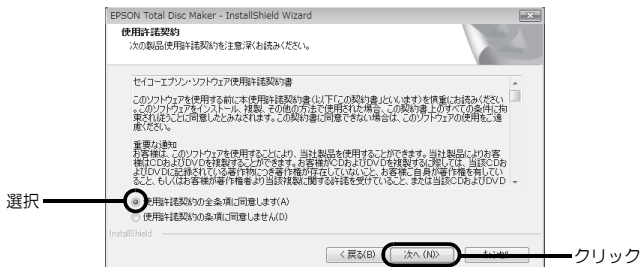 EPSON Total Disc Maker - InstallShield Wizard
使用許諾契約
次の製品使用許諾契約を注意深くお読みください。
セイコーエプソン・ソフトウェア使用許諾契約書
このソフトウェアを使用する前に本使用許諾契約書(以下「この契約書」といいます)を慎重にお読みください
。このソフトウェアをインストール、複製、その他の方法で使用された場合、この契約書上のすべての条件に拘
束され従うことに同意したとみなされます。この契約書に同意できない場合は、このソフトウェアの使用をご遠
慮ください。
重要な通知
お客様は、このソフトウェアを使用することにより、当社製品を使用することができます。当社製品によりお客
様はCDおよびDVDを複製することができます。お客様がCDおよびDVDを複製するに際しては、当該CDお
よびDVDに記録されている著作物につき著作権が存在していないこと、お客様ご自身が著作権を有してい
ること、もしくはお客様が著作権者より当該複製に関する許諾を受けていること、または当該CDおよびDVD
選択
使用許諾契約の全条項に同意します(A)
使用許諾契約の条項に同意しません(D)
InstallShield
< 戻る(B)
次へ (N)>
クリック